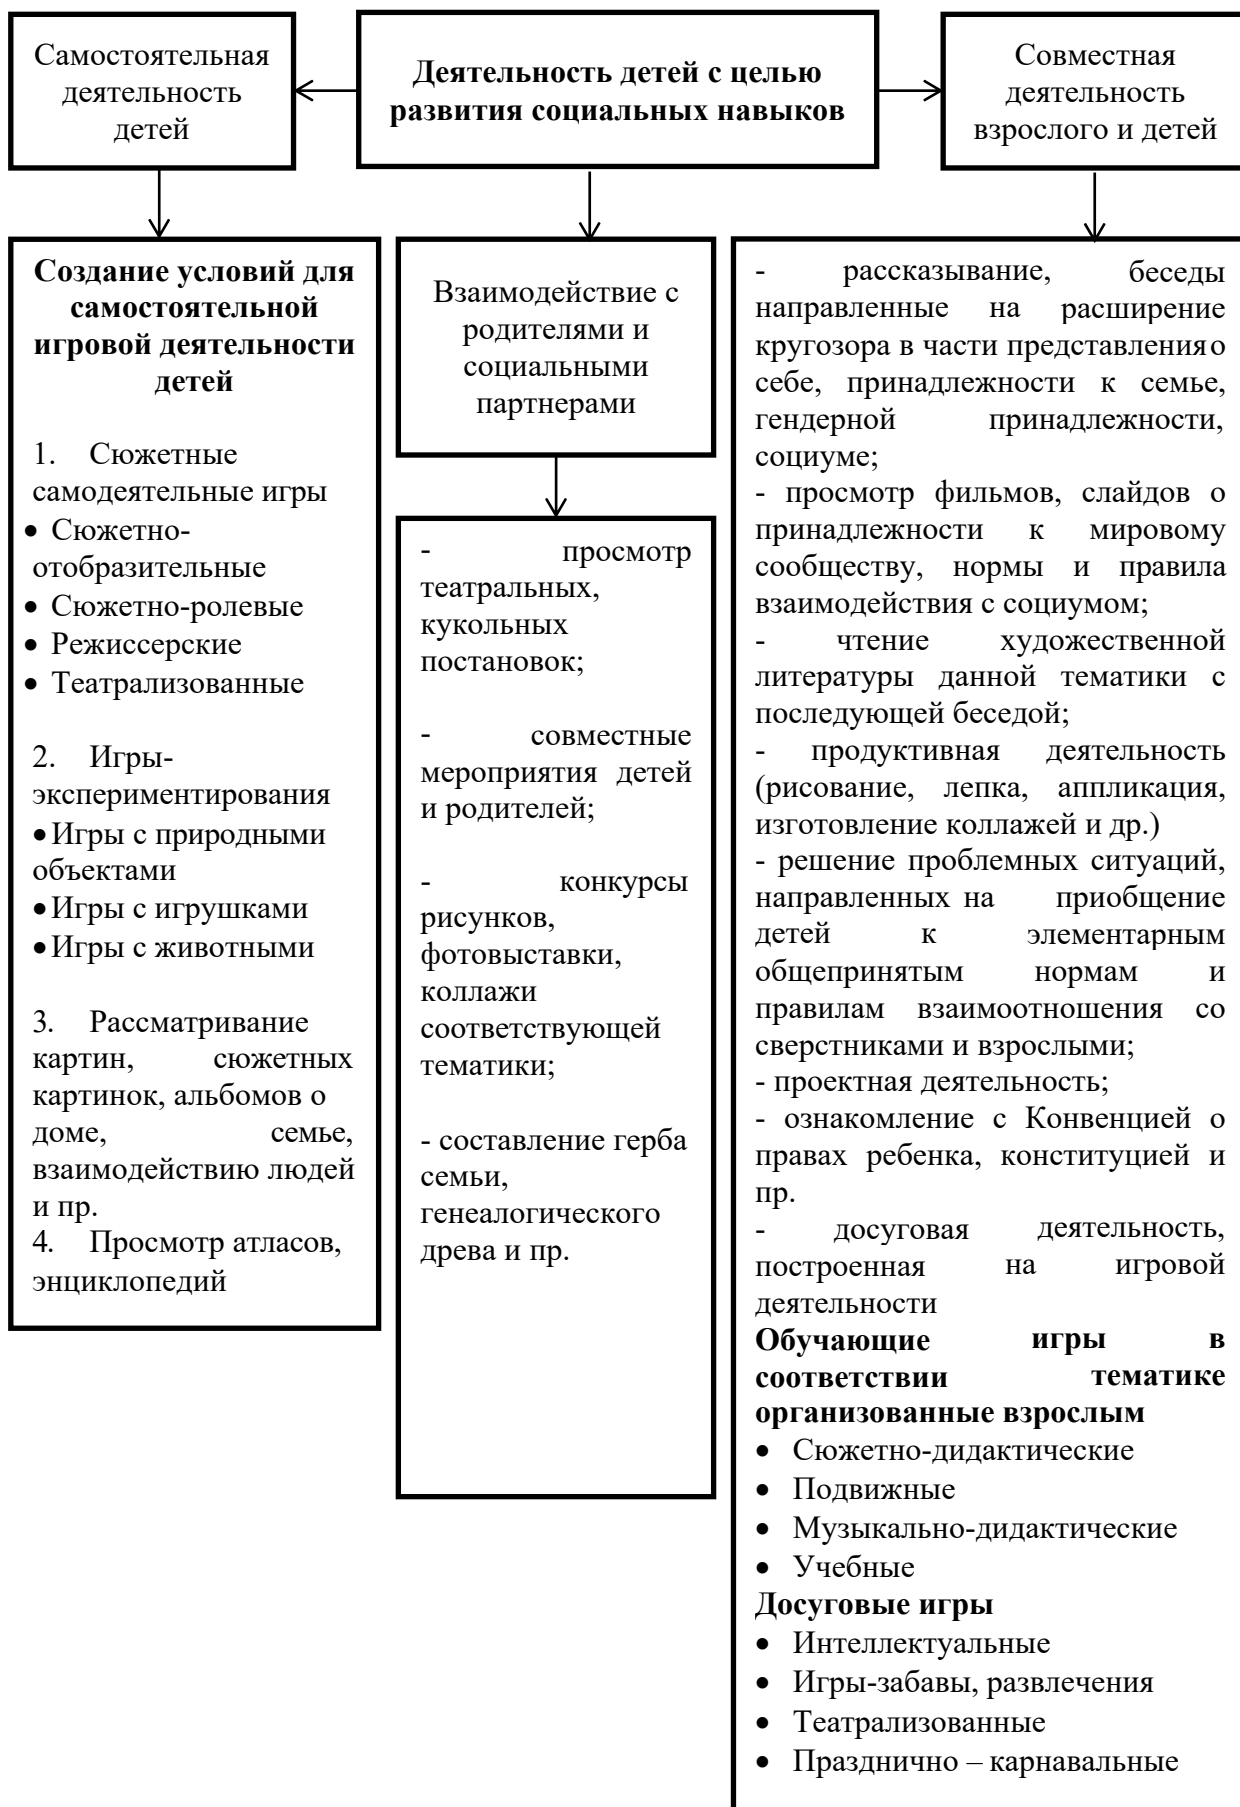 Самостоятельная
деятельность
детей
Деятельность детей с целью
развития социальных навыков
Совместная
деятельность
взрослого и детей
Создание условий для
самостоятельной
игровой деятельности
детей
1. Сюжетные
самодеятельные игры
• Сюжетно-
отобразительные
• Сюжетно-ролевые
• Режиссерские
• Театрализованные
2. Игры-
экспериментирования
• Игры с природными
объектами
• Игры с игрушками
• Игры с животными
3. Рассматривание
картин, сюжетных
картинок, альбомов о
доме, семье,
взаимодействию людей
и пр.
4. Просмотр атласов,
энциклопедий
Взаимодействие с
родителями и
социальными
партнерами
- просмотр
театральных,
кукольных
постановок;
- совместные
мероприятия детей
и родителей;
- конкурсы
рисунков,
фотовыставки,
коллажи
соответствующей
тематики;
- составление герба
семьи,
генеалогического
древа и пр.
- рассказывание, беседы
направленные на расширение
кругозора в части представления о
себе, принадлежности к семье,
гендерной принадлежности,
социуме;
- просмотр фильмов, слайдов о
принадлежности к мировому
сообществу, нормы и правила
взаимодействия с социумом;
- чтение художественной
литературы данной тематики с
последующей беседой;
- продуктивная деятельность
(рисование, лепка, аппликация,
изготовление коллажей и др.)
- решение проблемных ситуаций,
направленных на приобщение
детей к элементарным
общепринятым нормам и
правилам взаимоотношения со
сверстниками и взрослыми;
- проектная деятельность;
- ознакомление с Конвенцией о
правах ребенка, конституцией и
пр.
- досуговая деятельность,
построенная на игровой
деятельности
Обучающие игры в
соответствии тематике
организованные взрослым
• Сюжетно-дидактические
• Подвижные
• Музыкально-дидактические
• Учебные
Досуговые игры
• Интеллектуальные
• Игры-забавы, развлечения
• Театрализованные
• Празднично – карнавальные